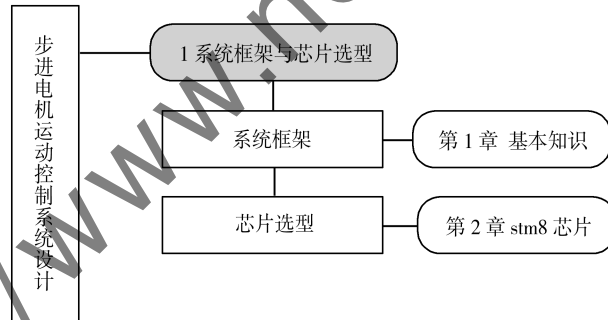 步进电机运动控制系统设计
1 系统框架与芯片选型
系统框架
第 1 章 基本知识
芯片选型
第 2 章 stm8 芯片
www.n